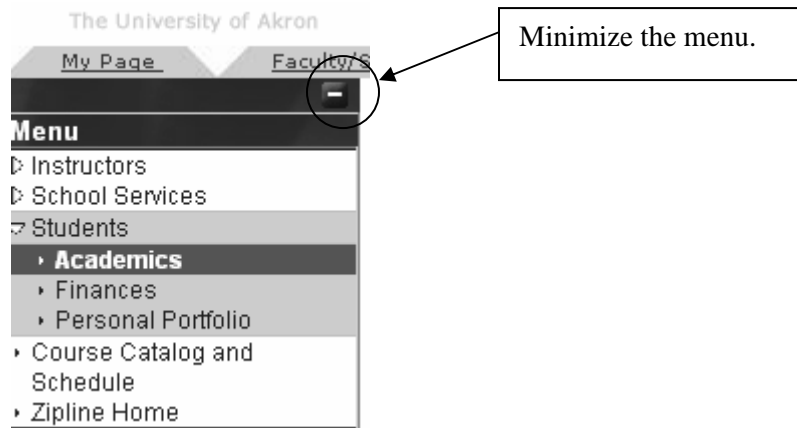 The University of Akron
My Page
Faculty/S
Minimize the menu.
Menu
Instructors
School Services
Students
Academics
Finances
Personal Portfolio
Course Catalog and
Schedule
Zipline Home